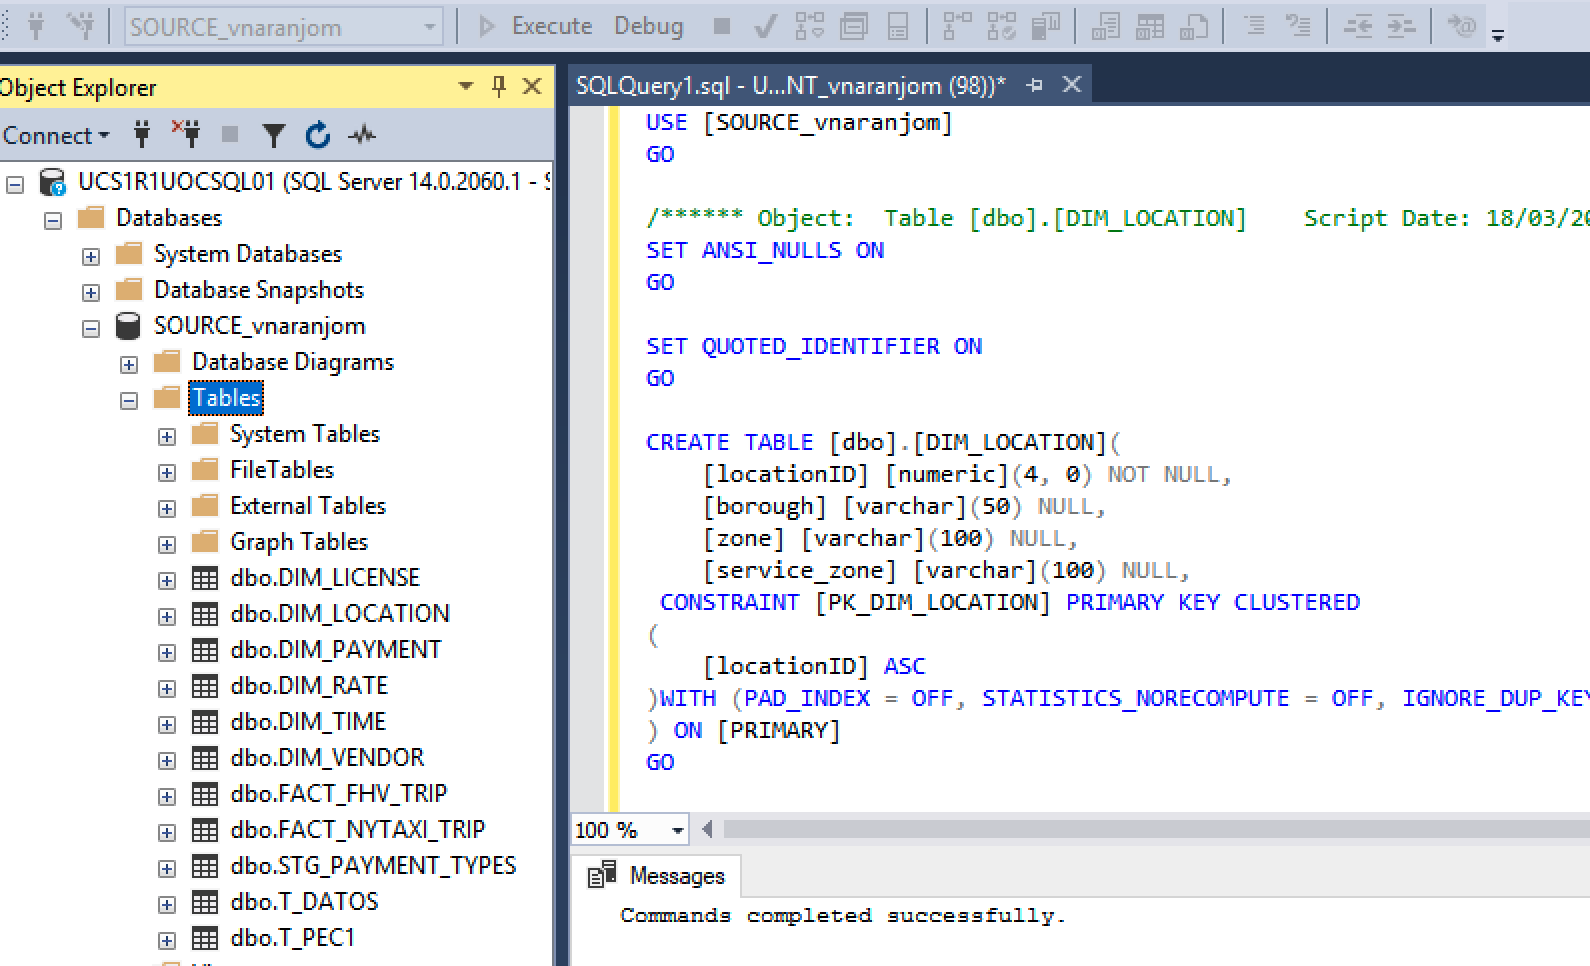 SOURCE_vnaranjom
Execute
Debug
Object Explorer
Connect
UCS1R1UOCSQL01 (SQL Server 14.0.2060.1 -
Databases
System Databases
Database Snapshots
SOURCE_vnaranjom
Database Diagrams
Tables
System Tables
FileTables
External Tables
Graph Tables
dbo.DIM_LICENSE
dbo.DIM_LOCATION
dbo.DIM_PAYMENT
dbo.DIM_RATE
dbo.DIM_TIME
dbo.DIM_VENDOR
dbo.FACT_FHV_TRIP
dbo.FACT_NYTAXI_TRIP
dbo.STG_PAYMENT_TYPES
dbo.T_DATOS
dbo.T_PEC1
SQLQuery1.sql - U...NT_vnaranjom (98))*
USE [SOURCE_vnaranjom]
GO
/****** Object:  Table [dbo].[DIM_LOCATION]    Script Date: 18/03/20
SET ANSI_NULLS ON
GO
SET QUOTED_IDENTIFIER ON
GO
CREATE TABLE [dbo].[DIM_LOCATION](
[locationID] [numeric](4, 0) NOT NULL,
[borough] [varchar](50) NULL,
[zone] [varchar](100) NULL,
[service_zone] [varchar](100) NULL,
CONSTRAINT [PK_DIM_LOCATION] PRIMARY KEY CLUSTERED
(
[locationID] ASC
)WITH (PAD_INDEX = OFF, STATISTICS_NORECOMPUTE = OFF, IGNORE_DUP_KEY
) ON [PRIMARY]
GO
100 %
Messages
Commands completed successfully.